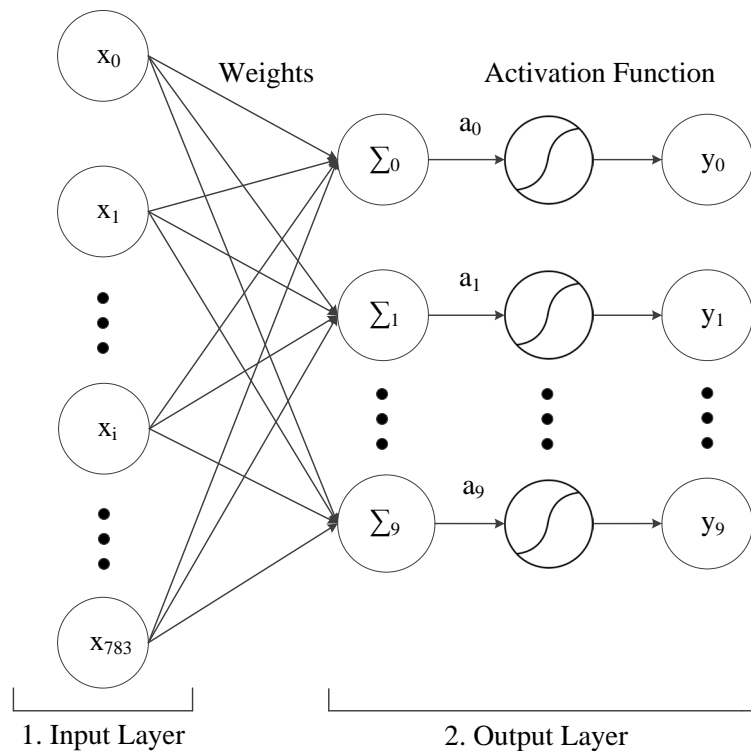 x₀
Weights
Activation Function
∑₀
a₀
y₀
x₁
∑₁
a₁
y₁
xᵢ
∑₉
a₉
y₉
x₇₈₃
1. Input Layer
2. Output Layer